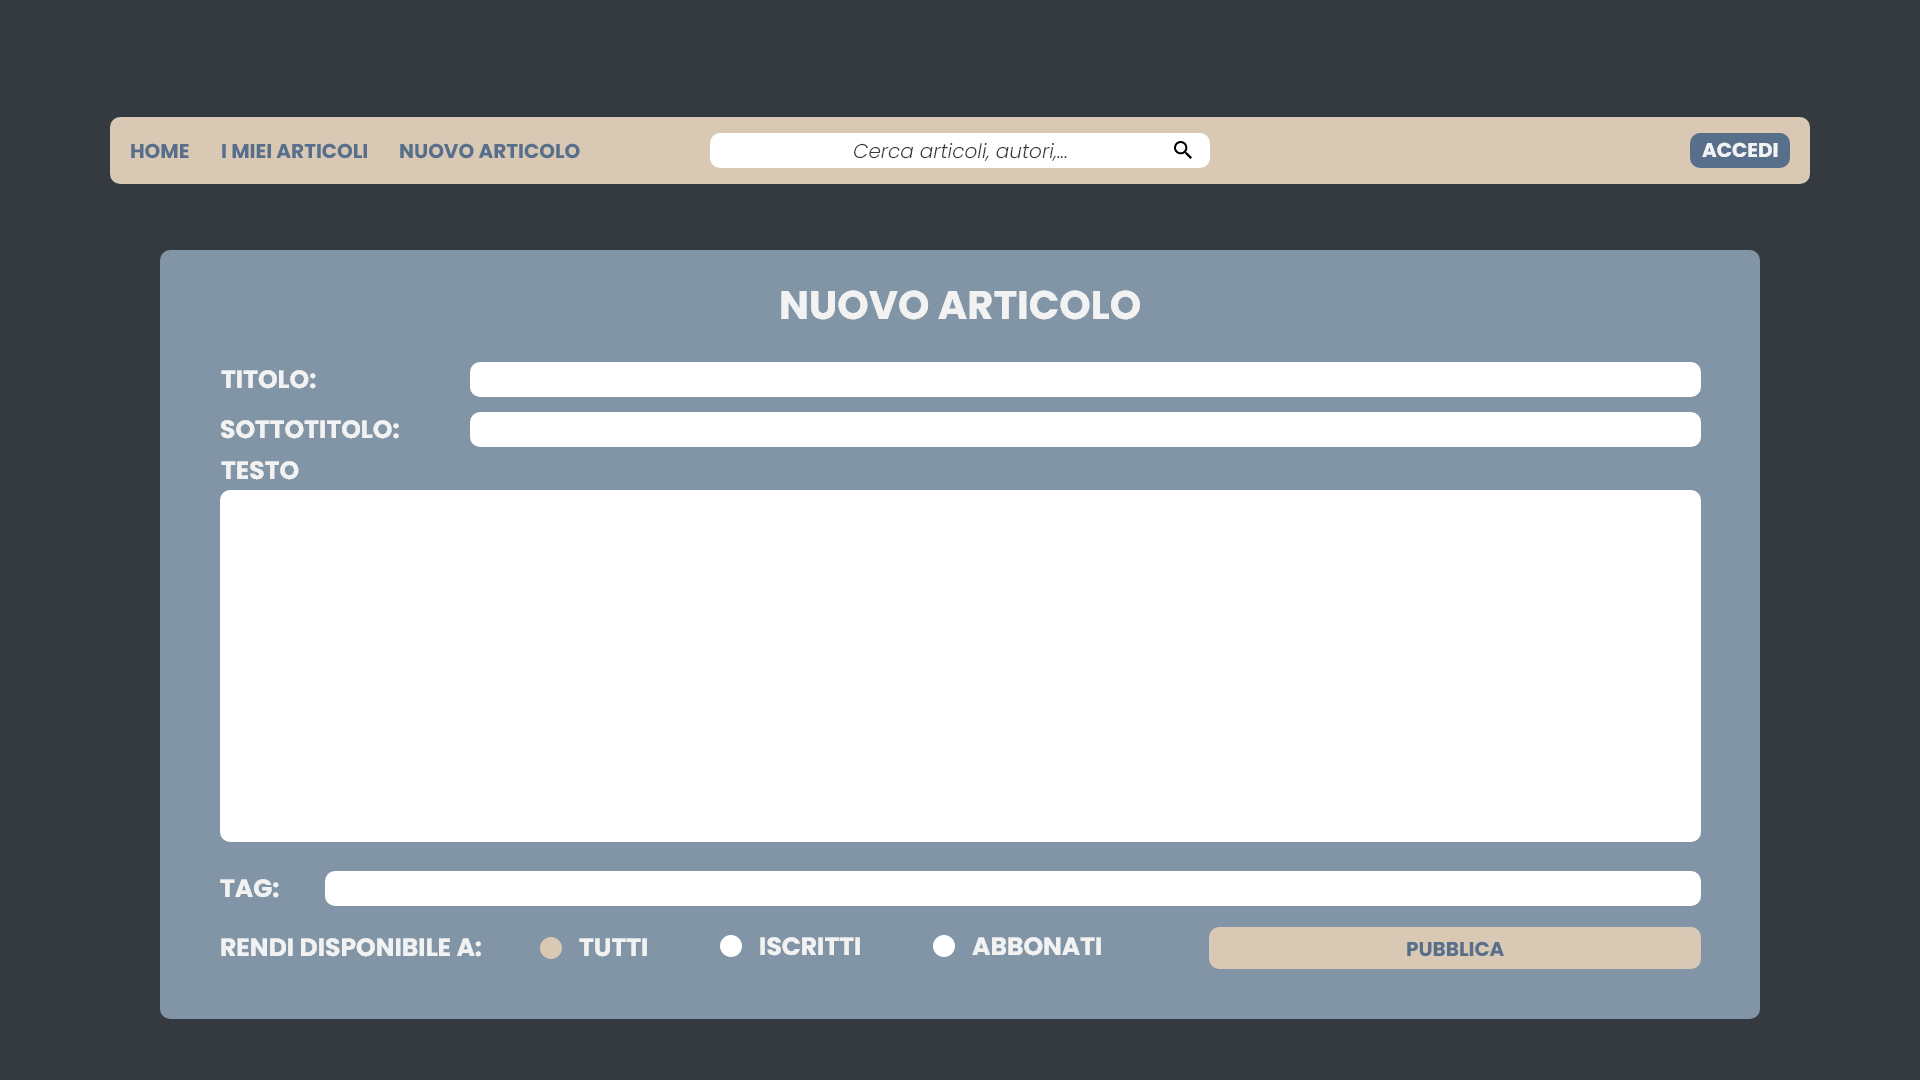 HOME I MIEI ARTICOLI NUOVO ARTICOLO Cerca articoli, autori,... ACCEDI
NUOVO ARTICOLO
TITOLO:
SOTTOTITOLO:
TESTO
TAG:
RENDI DISPONIBILE A: TUTTI ISCRITTI ABBONATI PUBBLICA